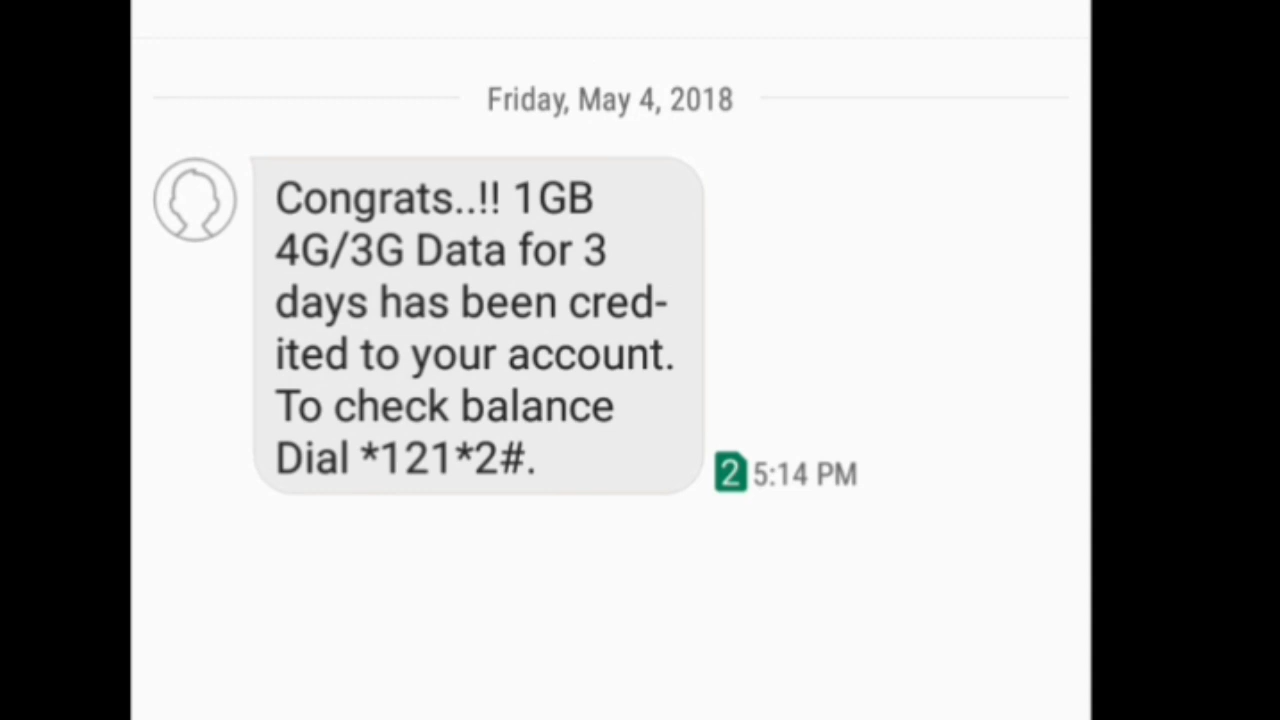 Friday, May 4, 2018
Congrats..!! 1GB
4G/3G Data for 3
days has been cred-
ited to your account.
To check balance
Dial *121*2#.
2 5:14 PM